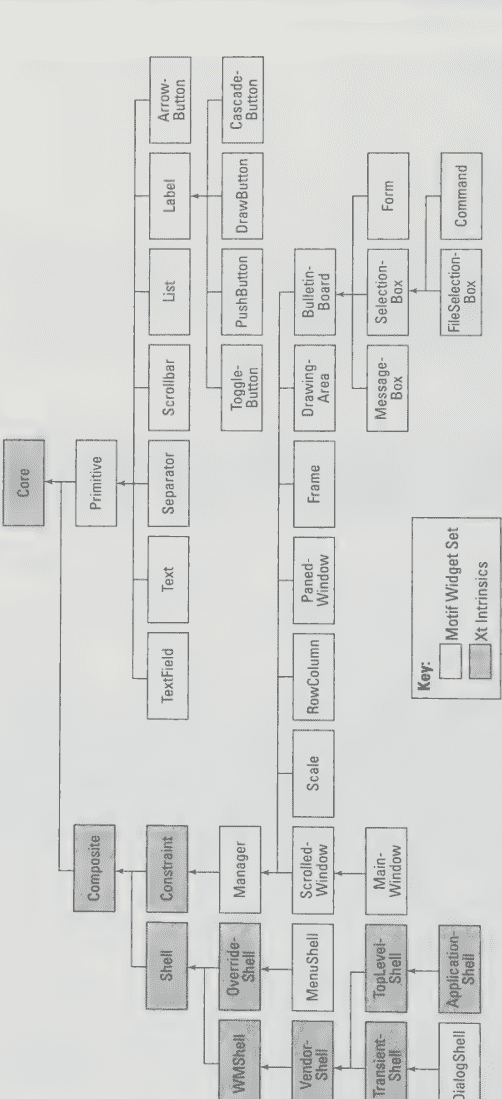 Core
Primitive
Composite
TextField
Text
Separator
Scrollbar
List
Label
Arrow-
Button
Shell
Constraint
WMShell
Override-
Shell
Manager
Toggle-
Button
PushButton
DrawButton
Cascade-
Button
Vendor-
Shell
MenuShell
Scrolled-
Window
Scale
RowColumn
Paned-
Window
Frame
Drawing-
Area
Bulletin-
Board
Transient-
Shell
TopLevel-
Shell
Main-
Window
Message-
Box
Selection-
Box
Form
DialogShell
Application-
Shell
FileSelection-
Box
Command
Key:
Motif Widget Set
Xt Intrinsics